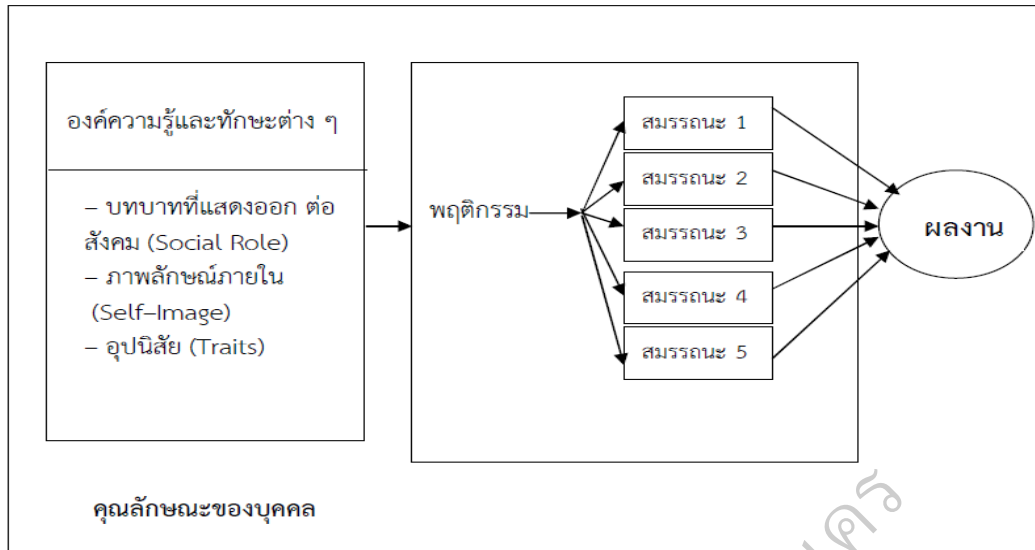 องค์ความรู้และทักษะต่าง ๆ
– บทบาทที่แสดงออก ต่อ
สังคม (Social Role)
– ภาพลักษณ์ภายใน
(Self–Image)
– อุปนิสัย (Traits)
พฤติกรรม
สมรรถนะ 1
สมรรถนะ 2
สมรรถนะ 3
สมรรถนะ 4
สมรรถนะ 5
ผลงาน
คุณลักษณะของบุคคล